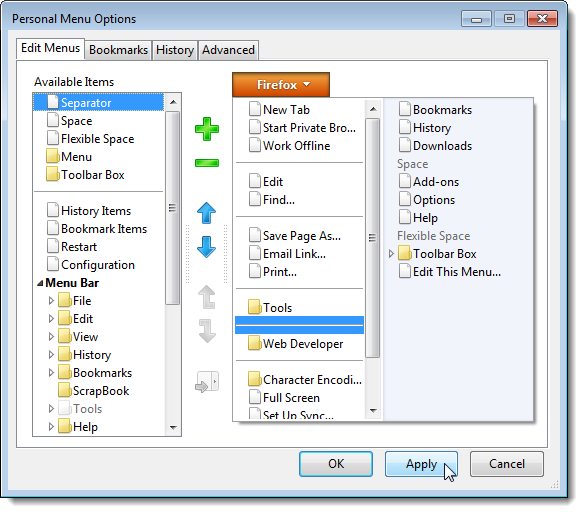 Personal Menu Options
Edit Menus Bookmarks History Advanced
Available Items
Separator
Space
Flexible Space
Menu
Toolbar Box
History Items
Bookmark Items
Restart
Configuration
Menu Bar
File
Edit
View
History
Bookmarks
ScrapBook
Tools
Help
Firefox
New Tab
Start Private Bro...
Work Offline
Edit
Find...
Save Page As...
Email Link...
Print...
Tools
Web Developer
Character Encodi...
Full Screen
Set Up Sync...
Bookmarks
History
Downloads
Space
Add-ons
Options
Help
Flexible Space
Toolbar Box
Edit This Menu...
OK Apply Cancel